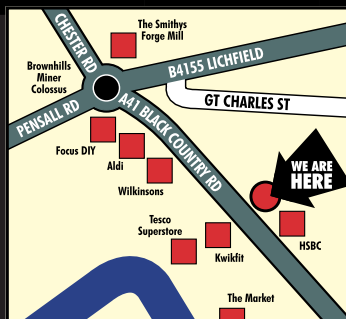 CHESTER RD
The Smithys
Forge Mill
Brownhills
Miner
Colossus
B4155 LICHFIELD
GT CHARLES ST
PENSALL RD
A41 BLACK COUNTRY RD
Focus DIY
Aldi
Wilkinsons
WE ARE
HERE
Tesco
Superstore
Kwikfit
HSBC
The Market